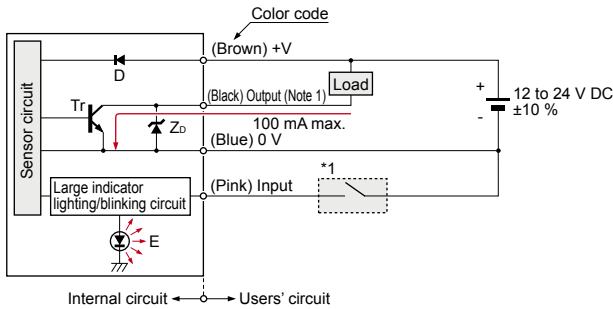 Color code
(Brown) +V
D
Load
Sensor circuit
Tr
(Black) Output (Note 1)
+
-
12 to 24 V DC
±10 %
ZD
100 mA max.
(Blue) 0 V
*1
Large indicator
lighting/blinking circuit
(Pink) Input
E
Internal circuit
Users' circuit